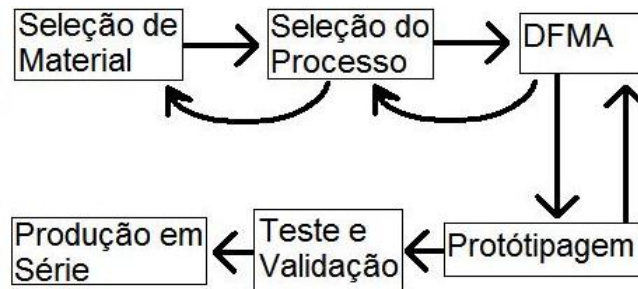 Seleção de
Material
Seleção do
Processo
DFMA
Produção em
Série
Teste e
Validação
Protótipagem